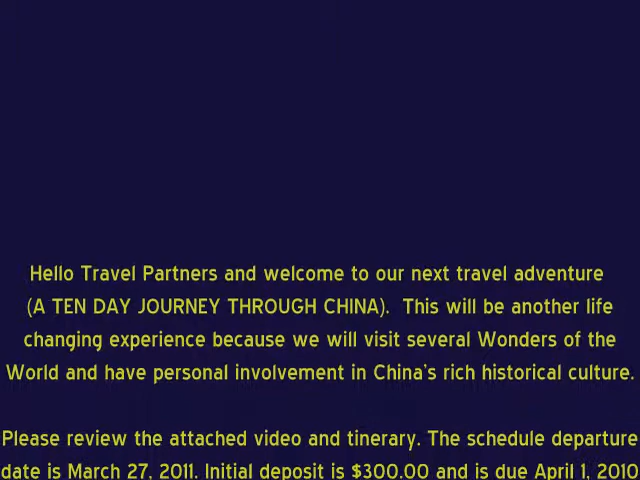 Hello Travel Partners and welcome to our next travel adventure
(A TEN DAY JOURNEY THROUGH CHINA).  This will be another life
changing experience because we will visit several Wonders of the
World and have personal involvement in China's rich historical culture.
Please review the attached video and tinerary. The schedule departure
date is March 27, 2011. Initial deposit is $300.00 and is due April 1, 2010